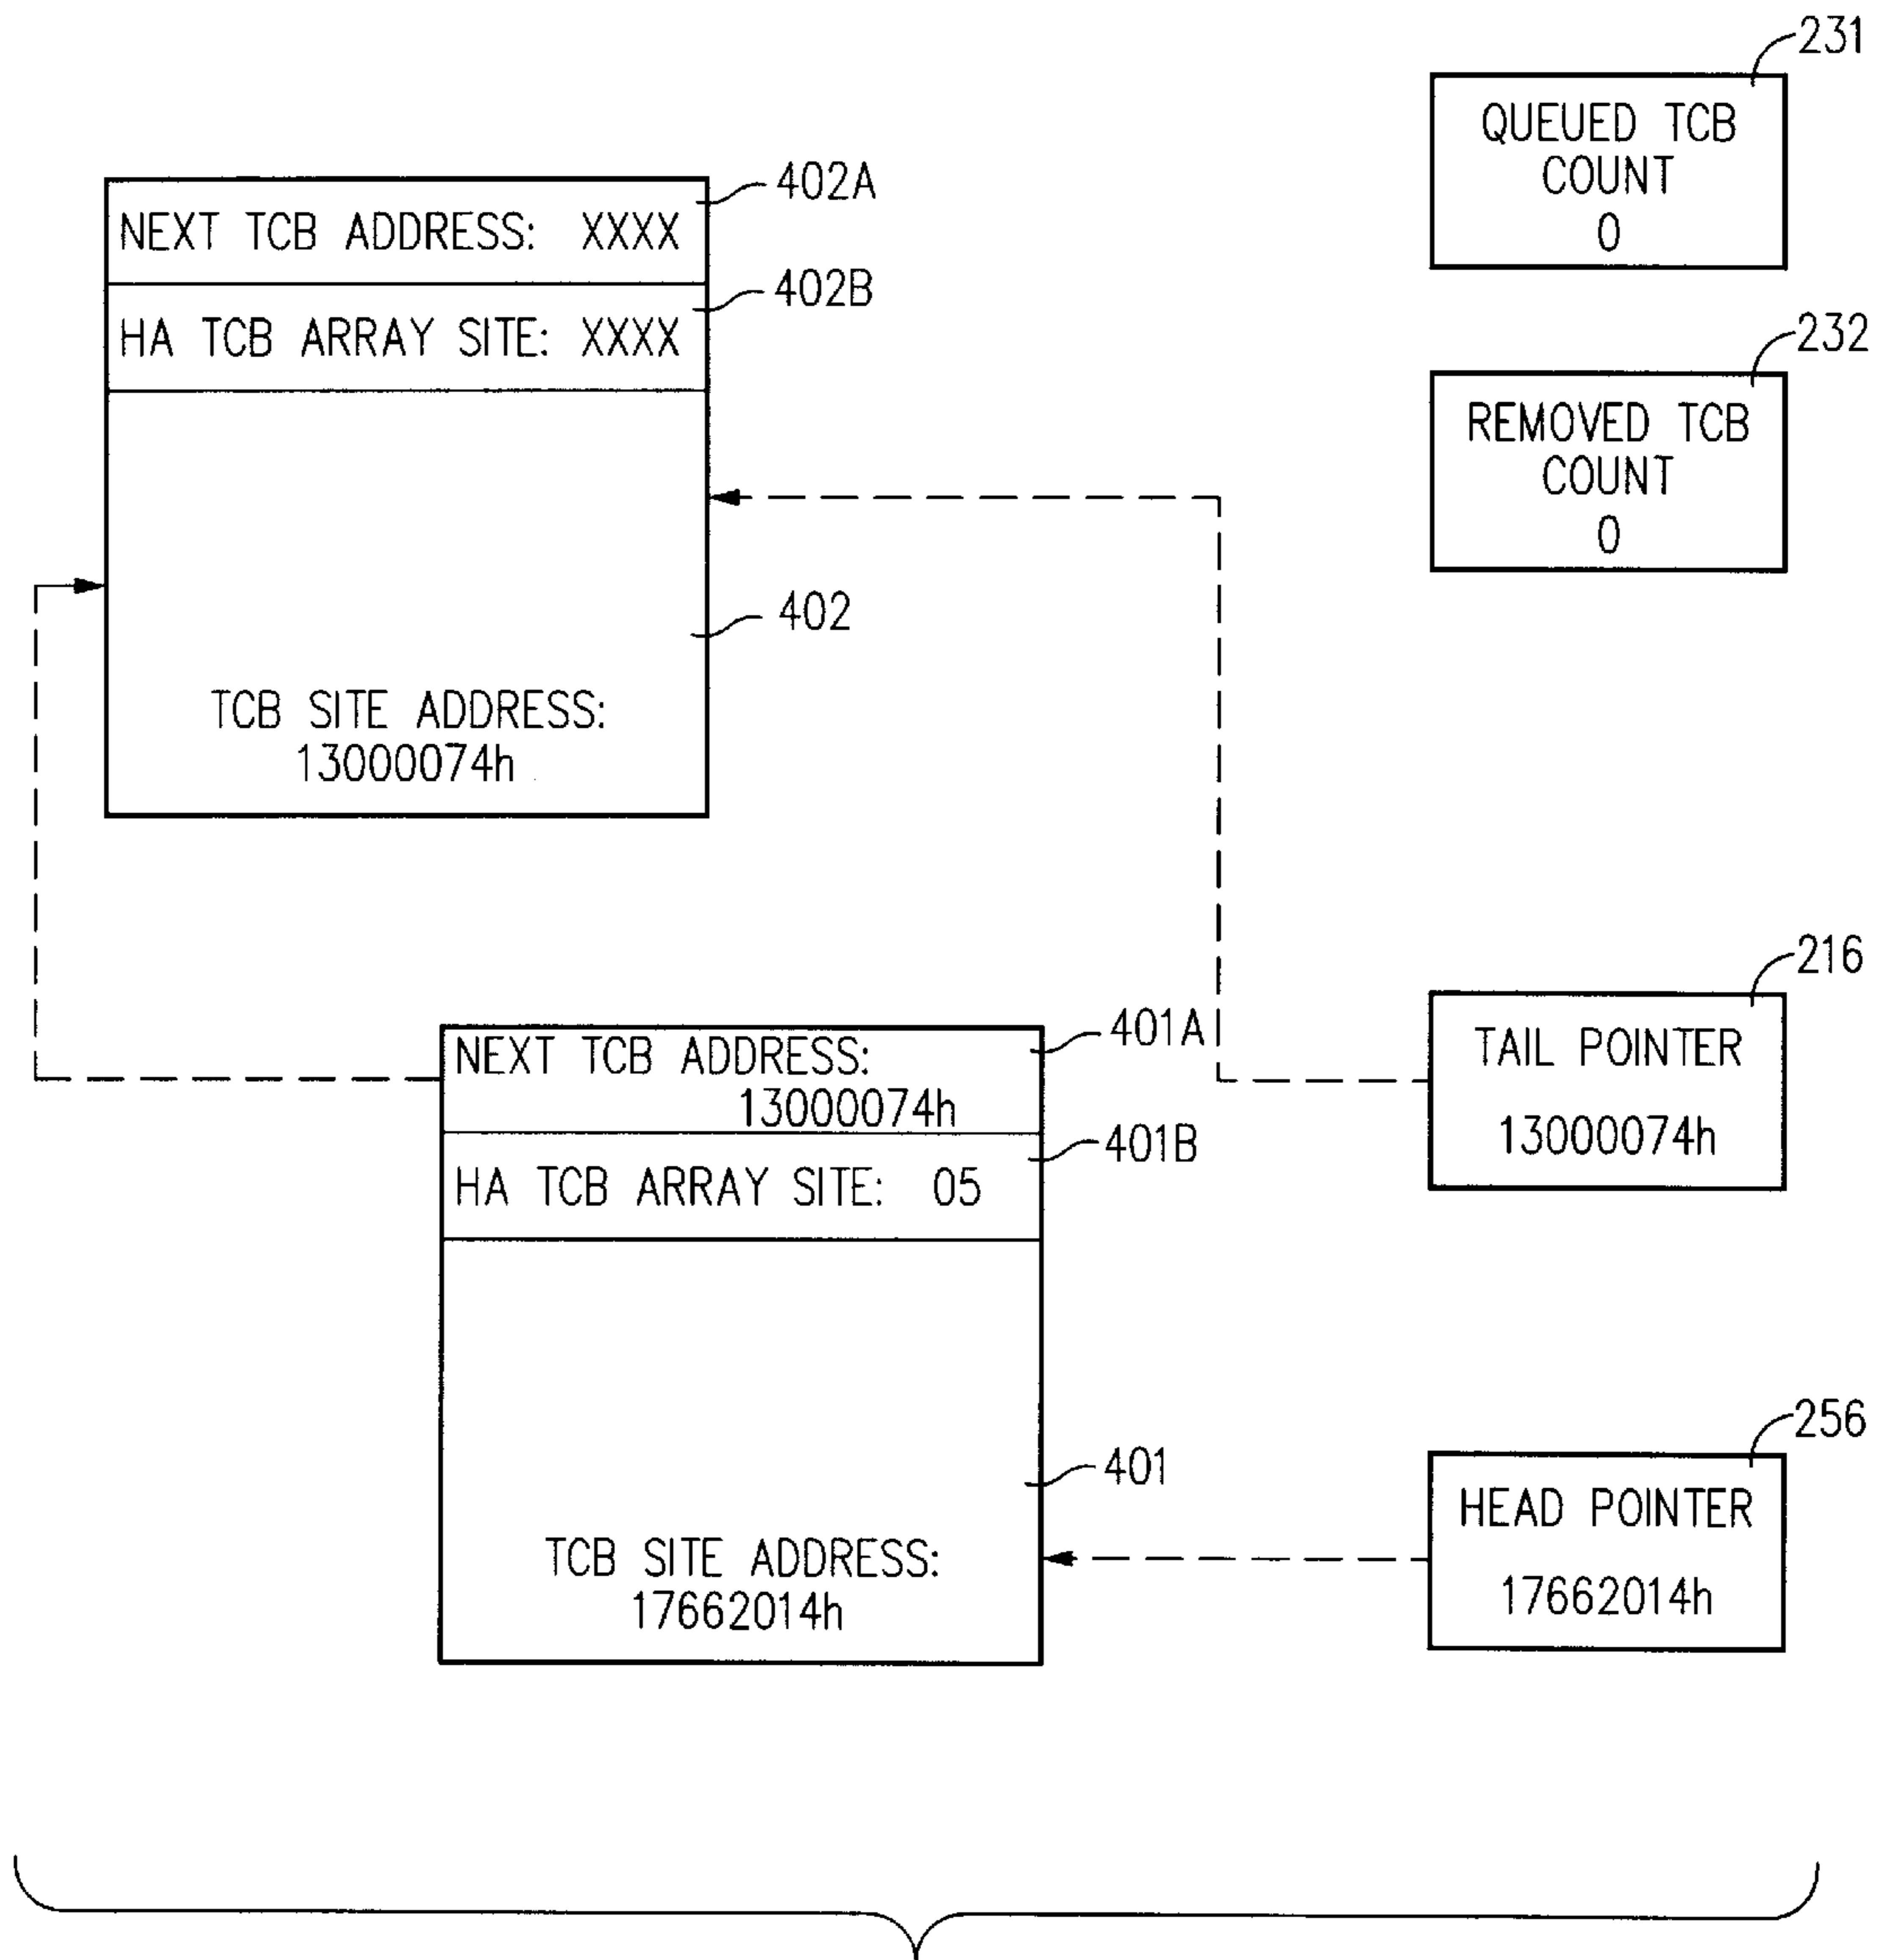 231
QUEUED TCB
COUNT
0
402A
NEXT TCB ADDRESS: XXXX
402B
HA TCB ARRAY SITE: XXXX
232
REMOVED TCB
COUNT
0
402
TCB SITE ADDRESS:
13000074h
216
TAIL POINTER
13000074h
401A
NEXT TCB ADDRESS:
13000074h
401B
HA TCB ARRAY SITE: 05
401
TCB SITE ADDRESS:
17662014h
256
HEAD POINTER
17662014h